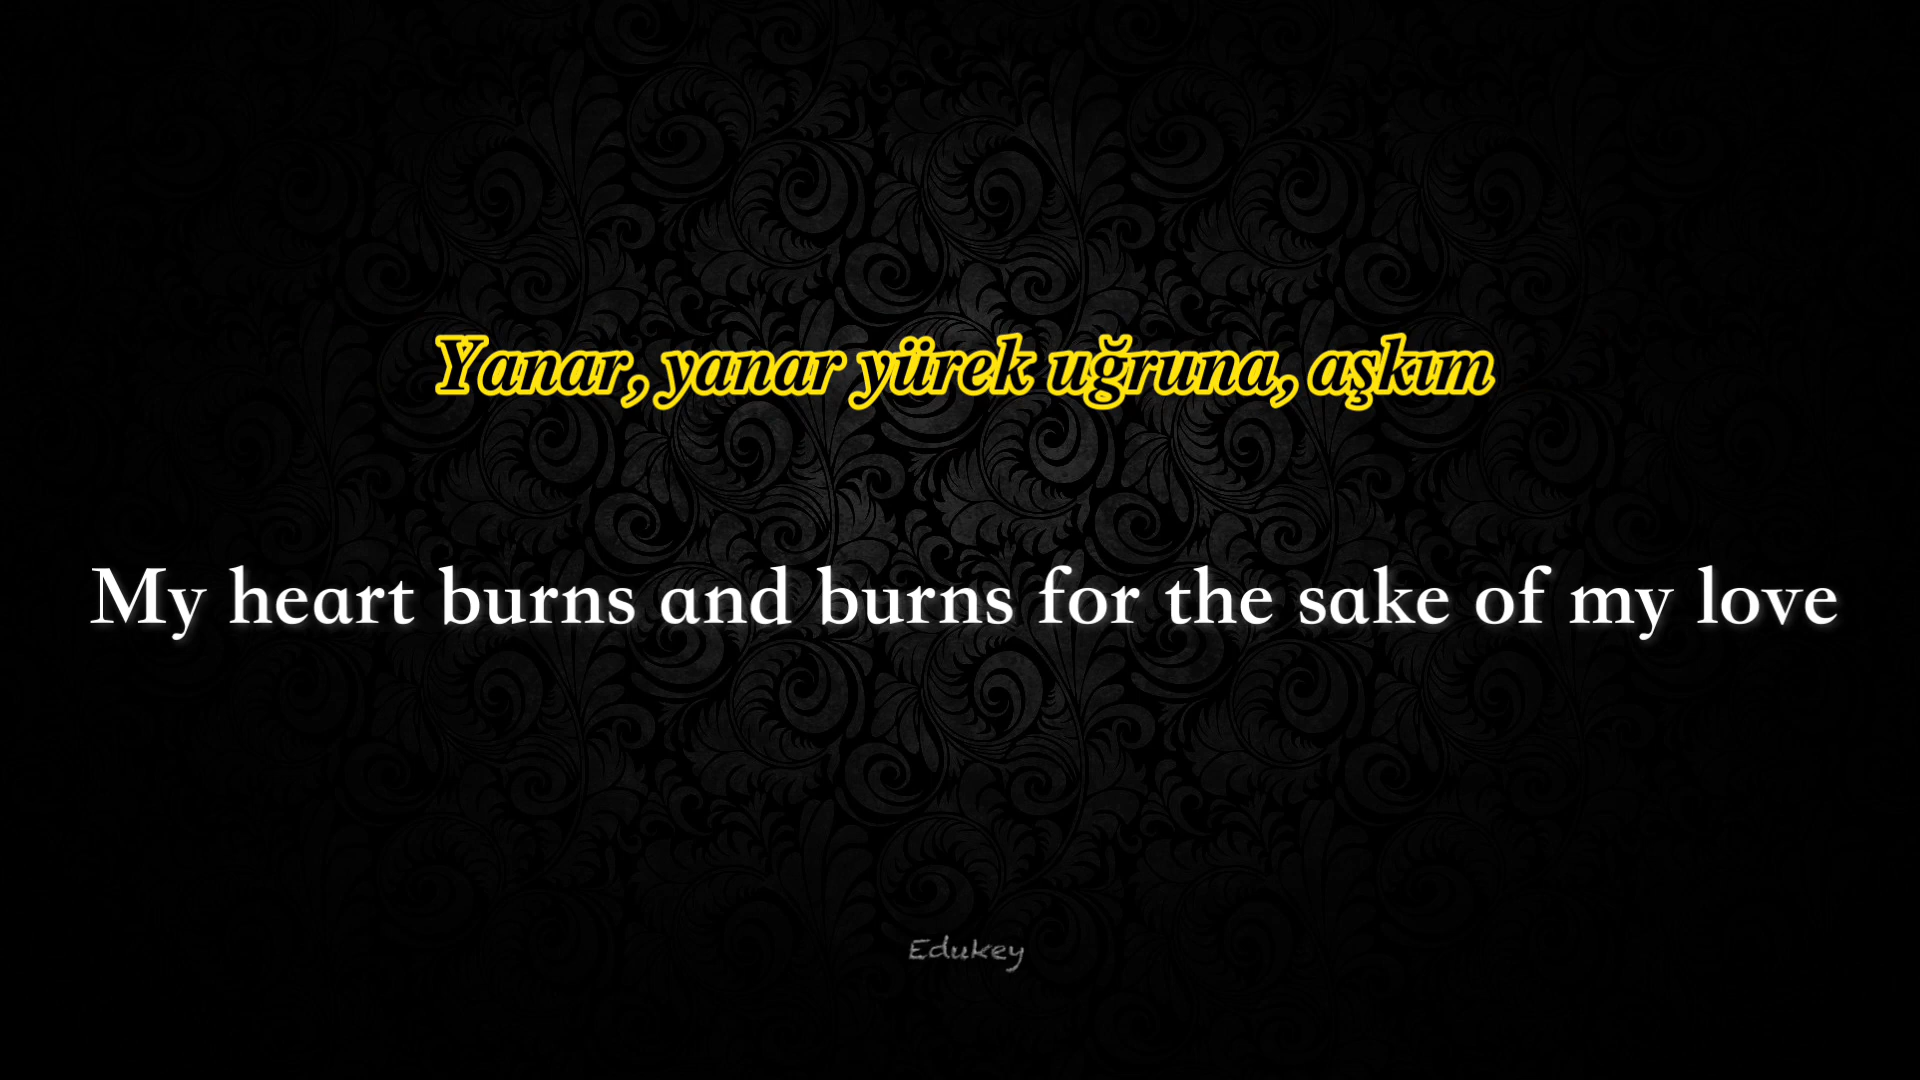 Yanar, yanar yürek uğruna, aşkım
My heart burns and burns for the sake of my love
Edukey